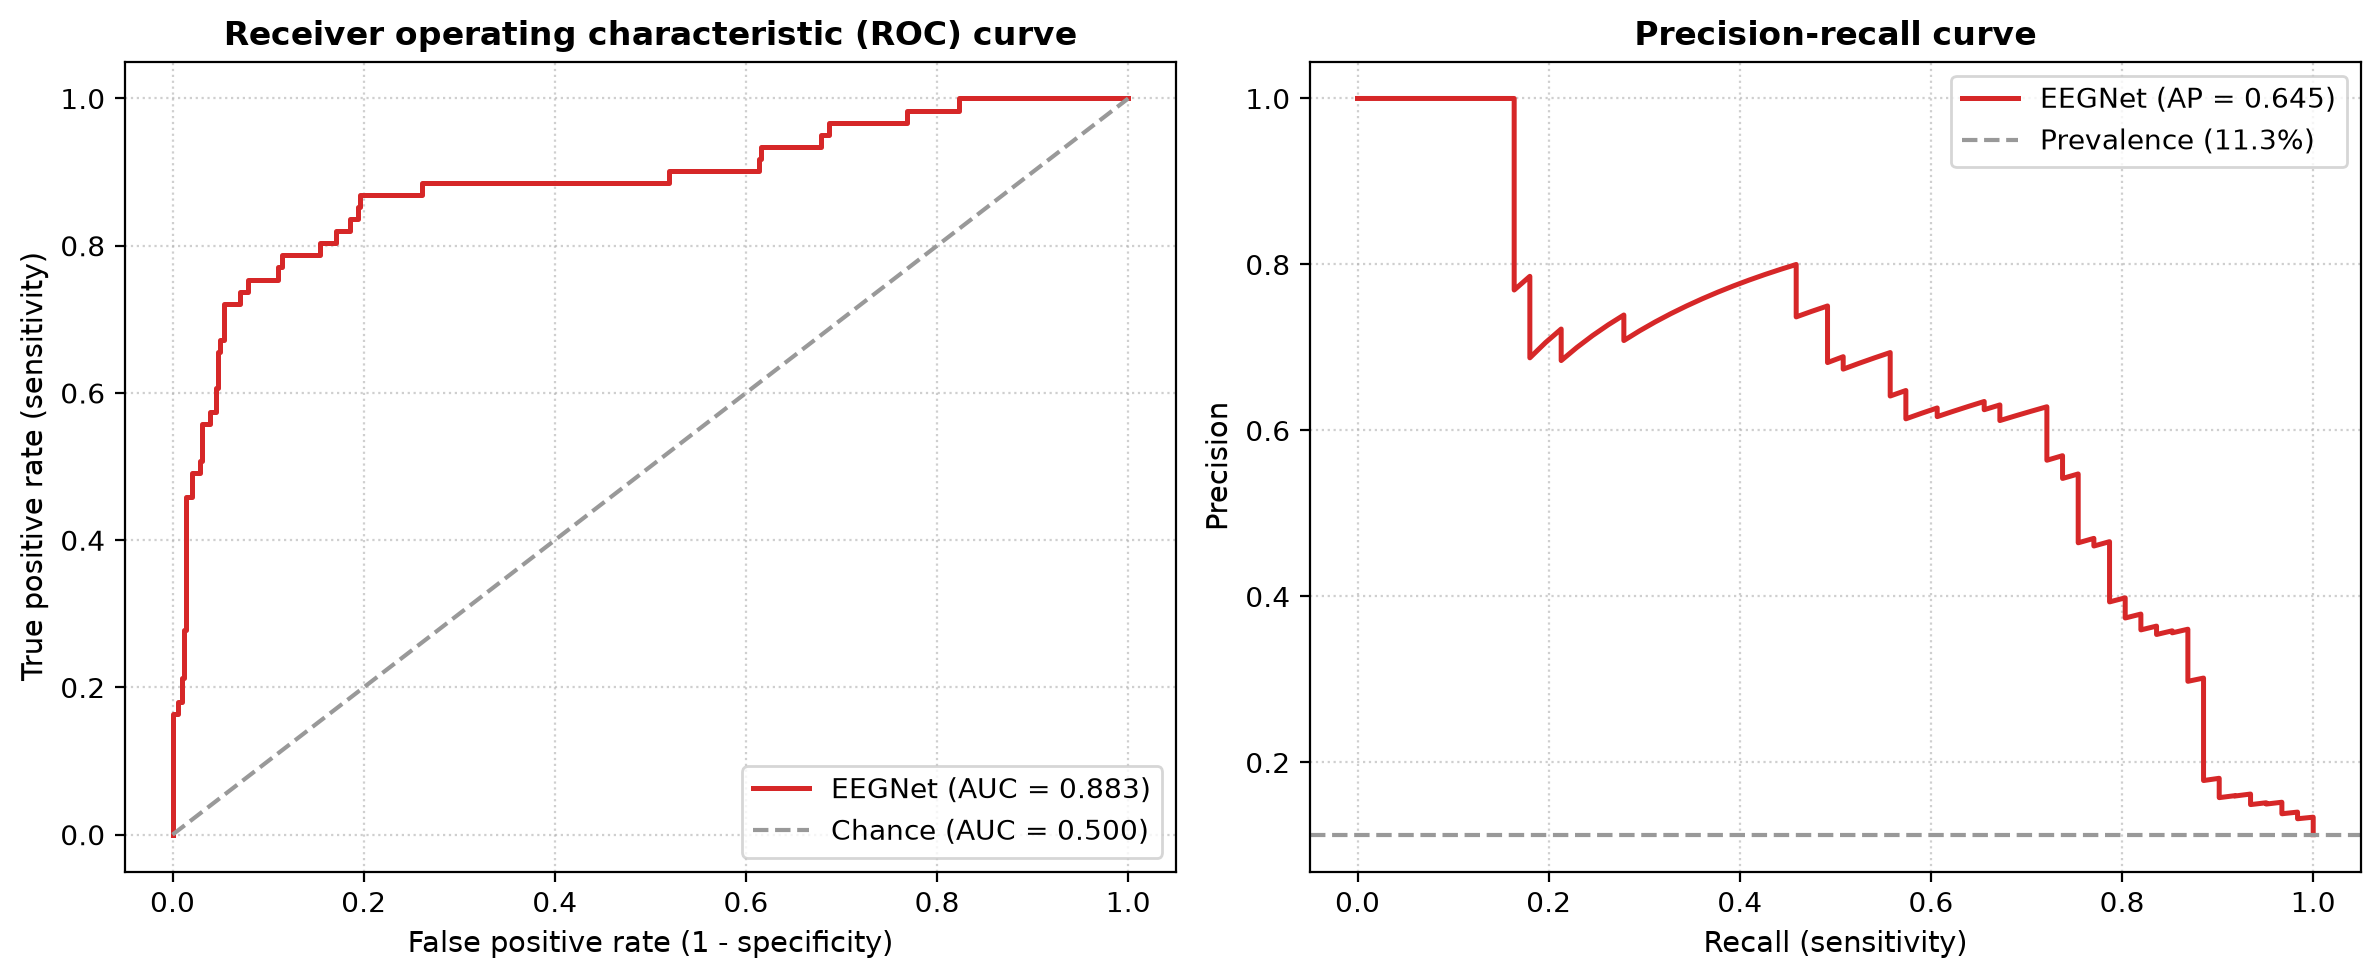 Receiver operating characteristic (ROC) curve
True positive rate (sensitivity)
1.0
0.8
0.6
0.4
0.2
0.0
EEGNet (AUC = 0.883)
Chance (AUC = 0.500)
0.0
0.2
0.4
0.6
0.8
1.0
False positive rate (1 - specificity)
Precision-recall curve
Precision
1.0
0.8
0.6
0.4
0.2
EEGNet (AP = 0.645)
Prevalence (11.3%)
0.0
0.2
0.4
0.6
0.8
1.0
Recall (sensitivity)